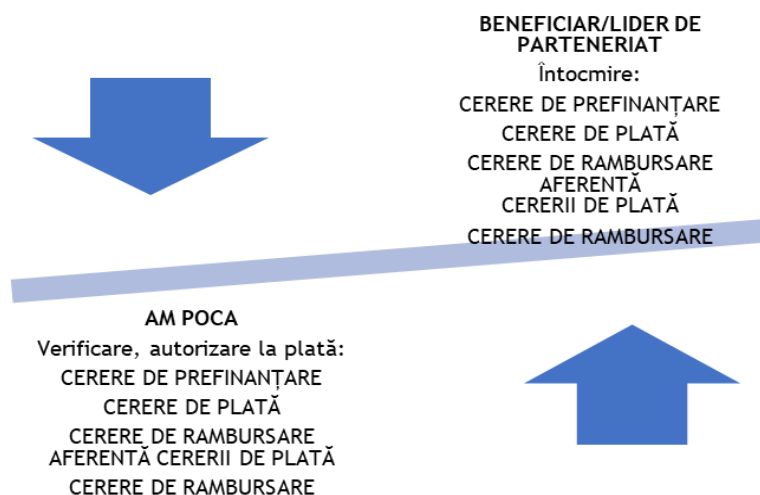 BENEFICIAR/LIDER DE
PARTENERIAT
Întocmire:
CERERE DE PREFINANȚARE
CERERE DE PLATĂ
CERERE DE RAMBURSARE
AFERENTĂ
CERERII DE PLATĂ
CERERE DE RAMBURSARE
AM POCA
Verificare, autorizare la plată:
CERERE DE PREFINANȚARE
CERERE DE PLATĂ
CERERE DE RAMBURSARE
AFERENTĂ CERERII DE PLATĂ
CERERE DE RAMBURSARE